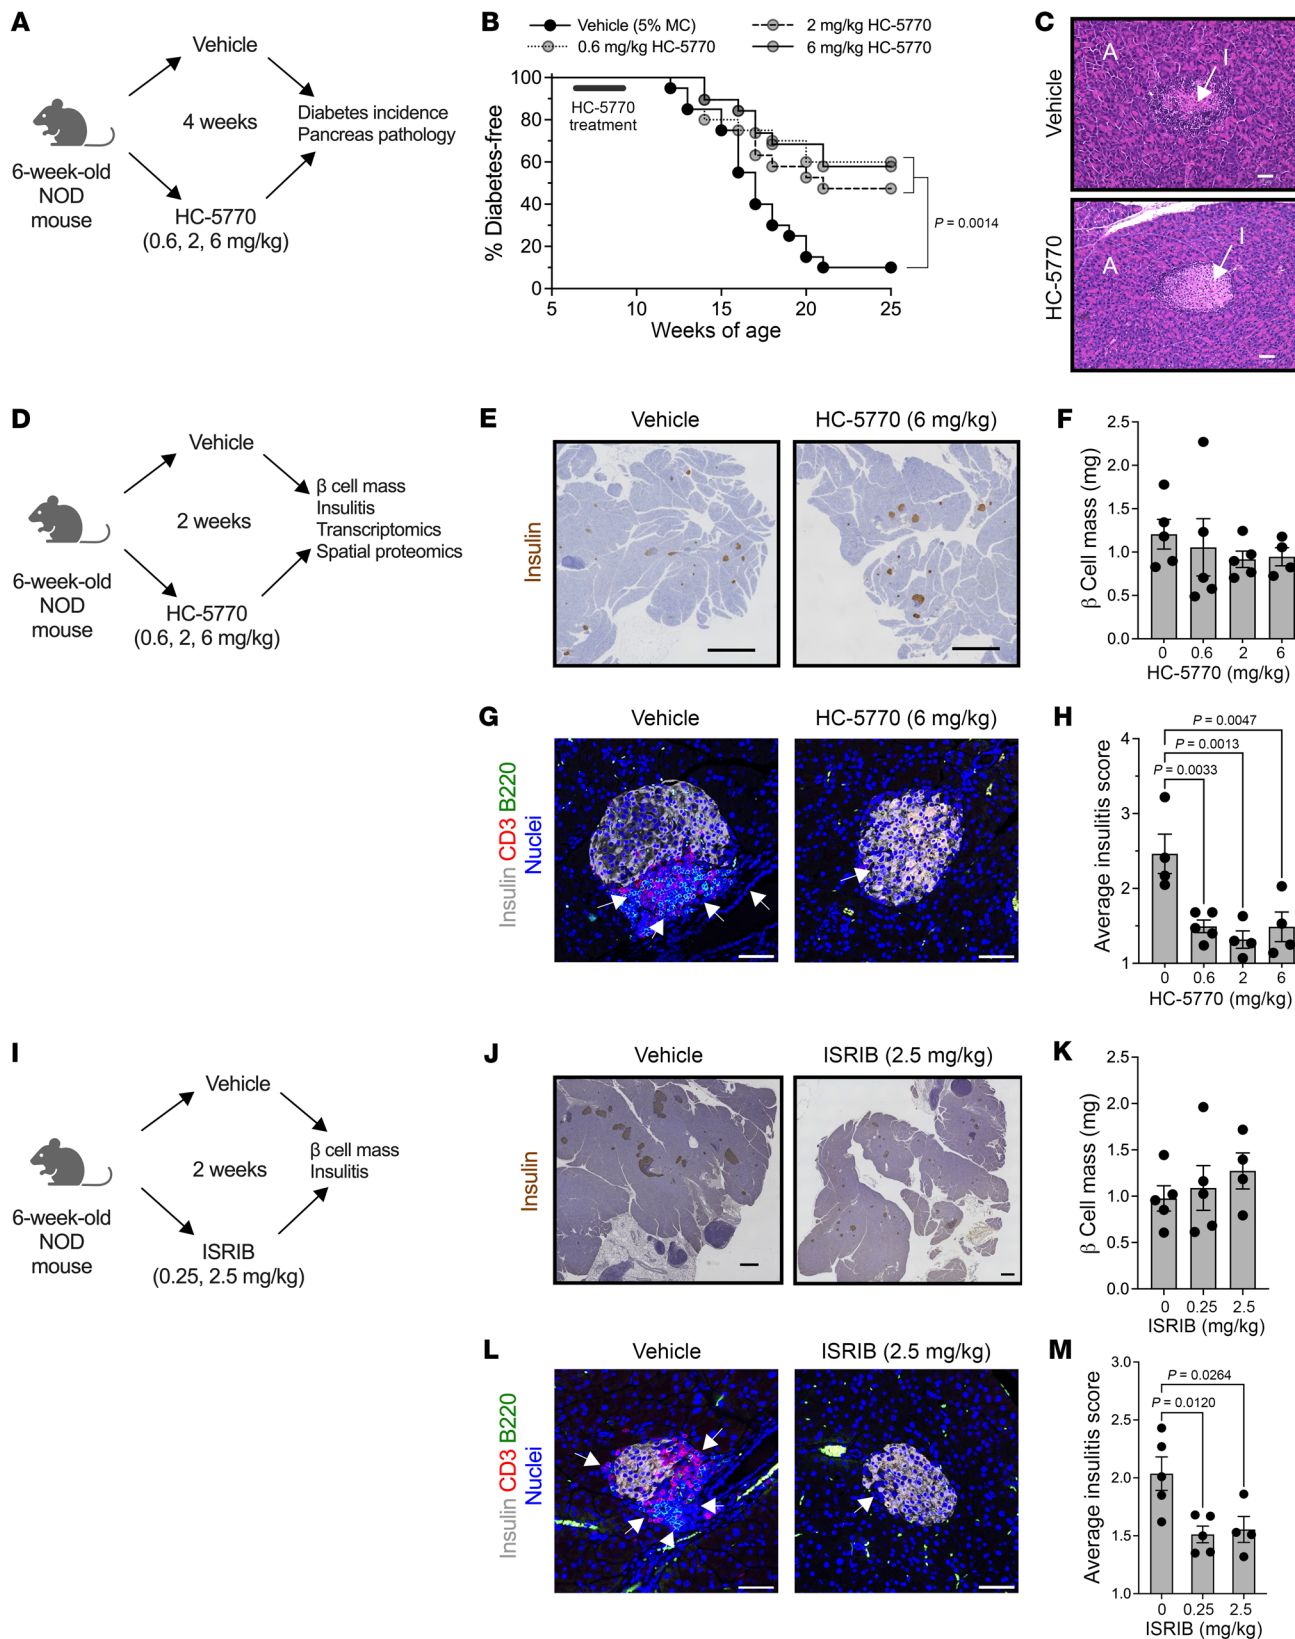 A
Vehicle
4 weeks
6-week-old
NOD
mouse
Diabetes incidence
Pancreas pathology
HC-5770
(0.6, 2, 6 mg/kg)
B
Vehicle (5% MC)
0.6 mg/kg HC-5770
2 mg/kg HC-5770
6 mg/kg HC-5770
% Diabetes-free
100
80
60
40
20
0
HC-5770
treatment
P = 0.0014
5
10
15
20
25
Weeks of age
C
Vehicle
A
I
HC-5770
A
I
D
Vehicle
2 weeks
6-week-old
NOD
mouse
β cell mass
Insulitis
Transcriptomics
Spatial proteomics
HC-5770
(0.6, 2, 6 mg/kg)
E
Vehicle
HC-5770 (6 mg/kg)
Insulin
F
β Cell mass (mg)
2.5
2.0
1.5
1.0
0.5
0.0
0
0.6
2
6
HC-5770 (mg/kg)
G
Vehicle
HC-5770 (6 mg/kg)
Insulin CD3 B220
Nuclei
H
Average insulitis score
4
3
2
1
P = 0.0047
P = 0.0013
P = 0.0033
0
0.6
2
6
HC-5770 (mg/kg)
I
Vehicle
2 weeks
6-week-old
NOD
mouse
β cell mass
Insulitis
ISRIB
(0.25, 2.5 mg/kg)
J
Vehicle
ISRIB (2.5 mg/kg)
Insulin
K
β Cell mass (mg)
2.5
2.0
1.5
1.0
0.5
0.0
0
0.25
2.5
ISRIB (mg/kg)
L
Vehicle
ISRIB (2.5 mg/kg)
Insulin CD3 B220
Nuclei
M
Average insulitis score
3.0
2.5
2.0
1.5
1.0
P = 0.0264
P = 0.0120
0
0.25
2.5
ISRIB (mg/kg)